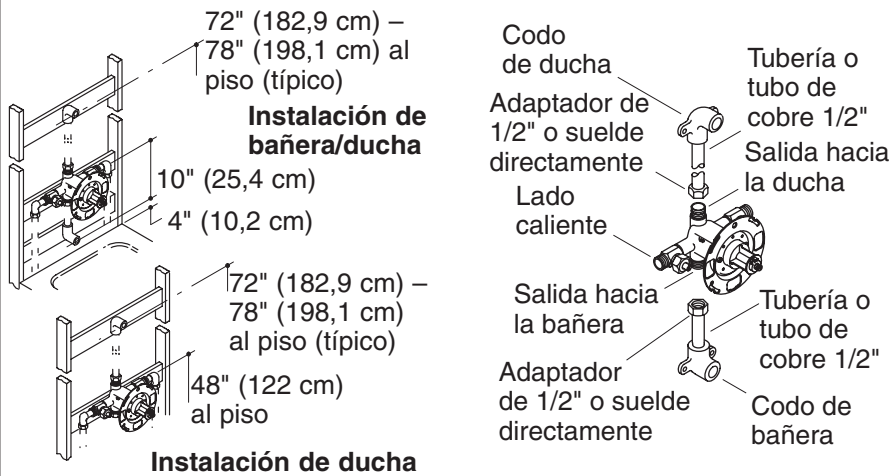 72" (182,9 cm) –
78" (198,1 cm) al
piso (típico)
Instalación de
bañera/ducha
10" (25,4 cm)
4" (10,2 cm)
72" (182,9 cm) –
78" (198,1 cm)
al piso (típico)
48" (122 cm)
al piso
Instalación de ducha
Codo
de ducha
Tubería o
tubo de
cobre 1/2"
Adaptador de
1/2" o suelde
directamente
Salida hacia
la ducha
Lado
caliente
Salida hacia
la bañera
Tubería o
tubo de
cobre 1/2"
Adaptador
de 1/2" o suelde
directamente
Codo de
bañera